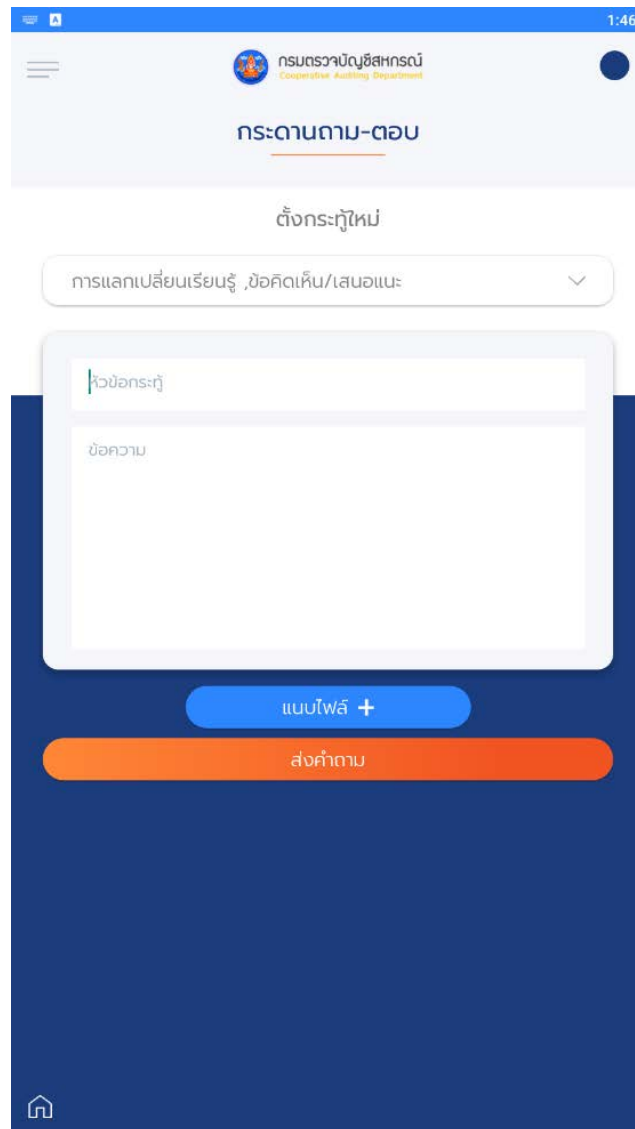 A
1:46
กรมตรวจบัญชีสหกรณ์
Cooperative Auditing Department
กระดานถาม-ตอบ
ตั้งกระทู้ใหม่
การแลกเปลี่ยนเรียนรู้ ,ข้อคิดเห็น/เสนอแนะ
หัวข้อกระทู้
ข้อความ
แนบไฟล์ +
ส่งคำถาม